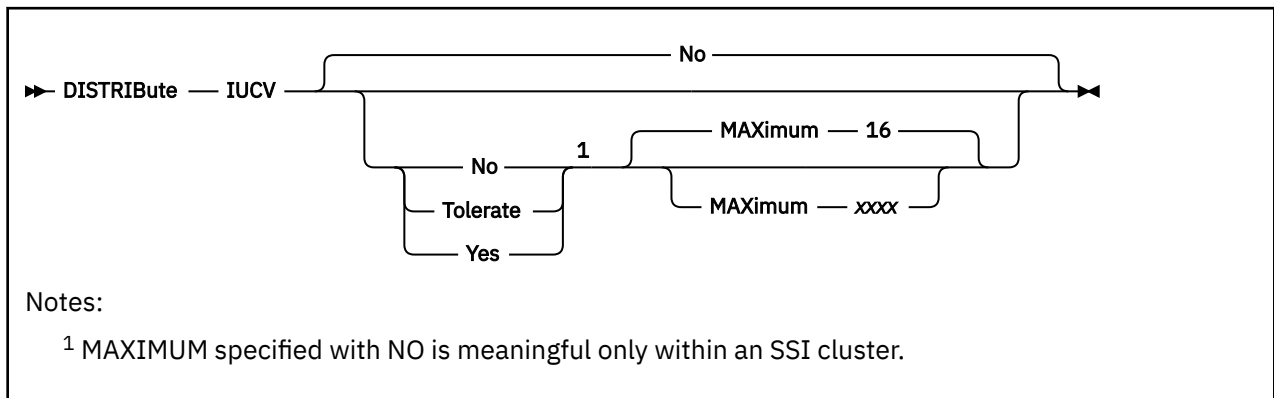 No
DISTRIBute IUCV
MAXimum 16
No 1
Tolerate MAXimum xxxx
Yes
Notes:
1 MAXIMUM specified with NO is meaningful only within an SSI cluster.